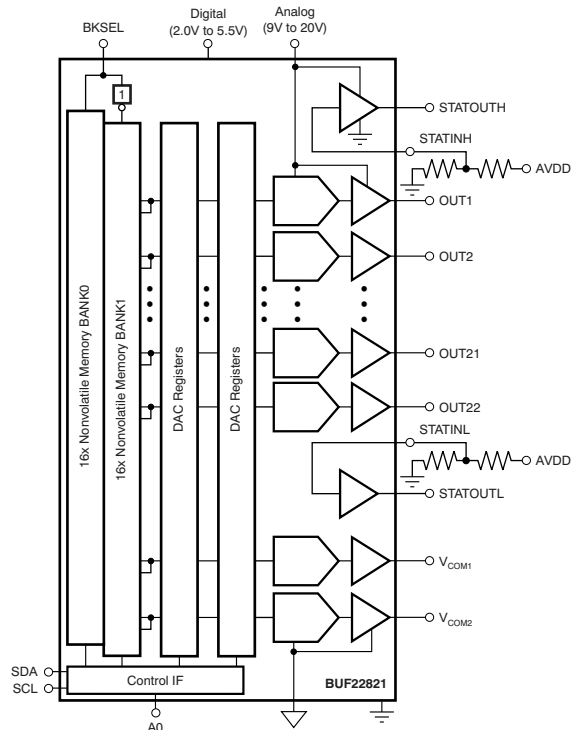 BKSEL
Digital
(2.0V to 5.5V)
Analog
(9V to 20V)
1
STATOUTH
STATINH
AVDD
OUT1
OUT2
16x Nonvolatile Memory BANK0
16x Nonvolatile Memory BANK1
DAC Registers
DAC Registers
OUT21
OUT22
STATINL
AVDD
STATOUTL
VCOM1
VCOM2
SDA
SCL
Control IF
BUF22821
A0